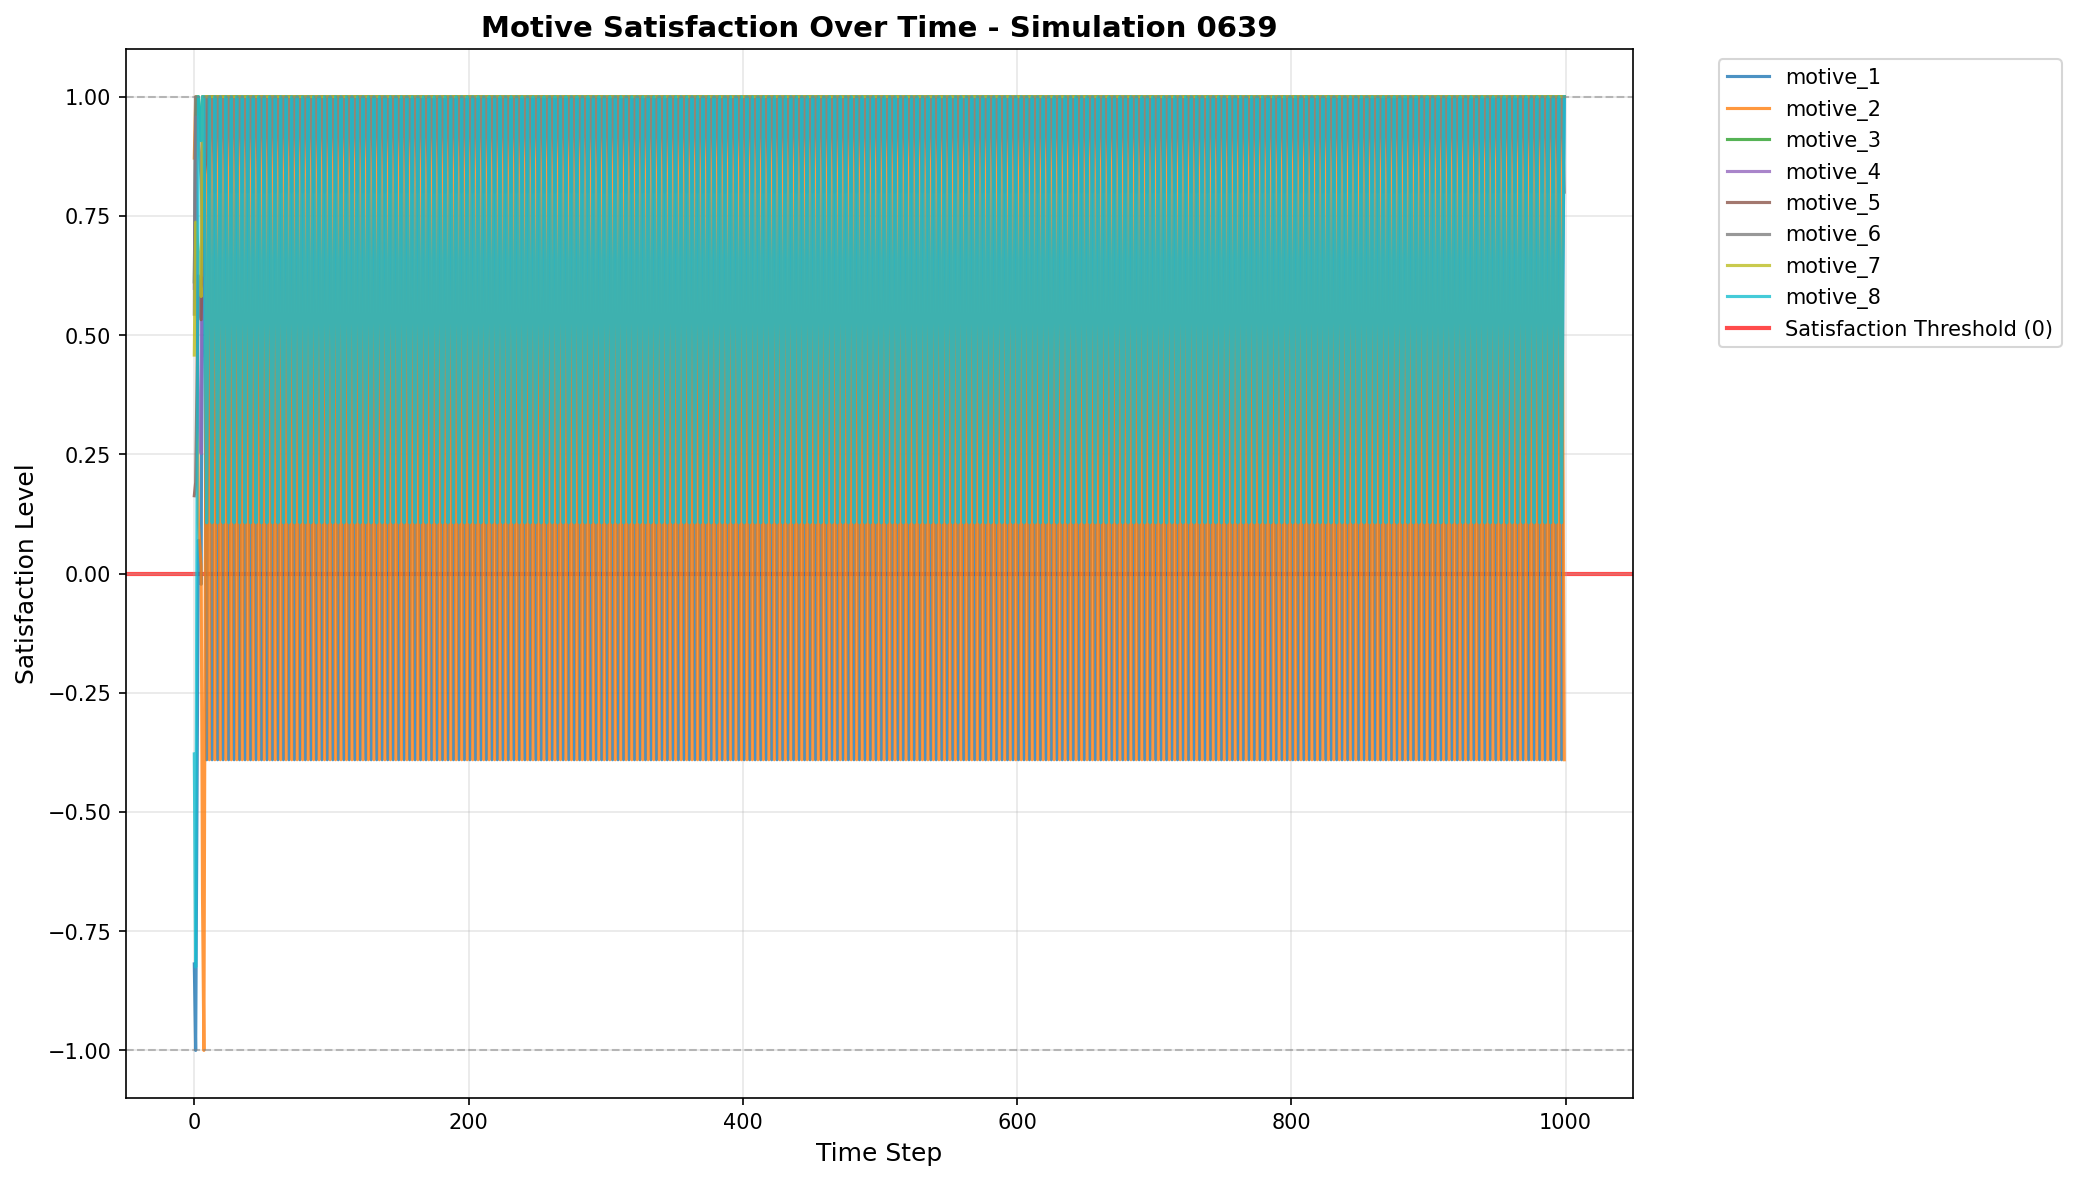 Motive Satisfaction Over Time - Simulation 0639
1.00
0.75
0.50
0.25
0.00
−0.25
−0.50
−0.75
−1.00
Satisfaction Level
0
200
400
600
800
1000
Time Step
motive_1
motive_2
motive_3
motive_4
motive_5
motive_6
motive_7
motive_8
Satisfaction Threshold (0)